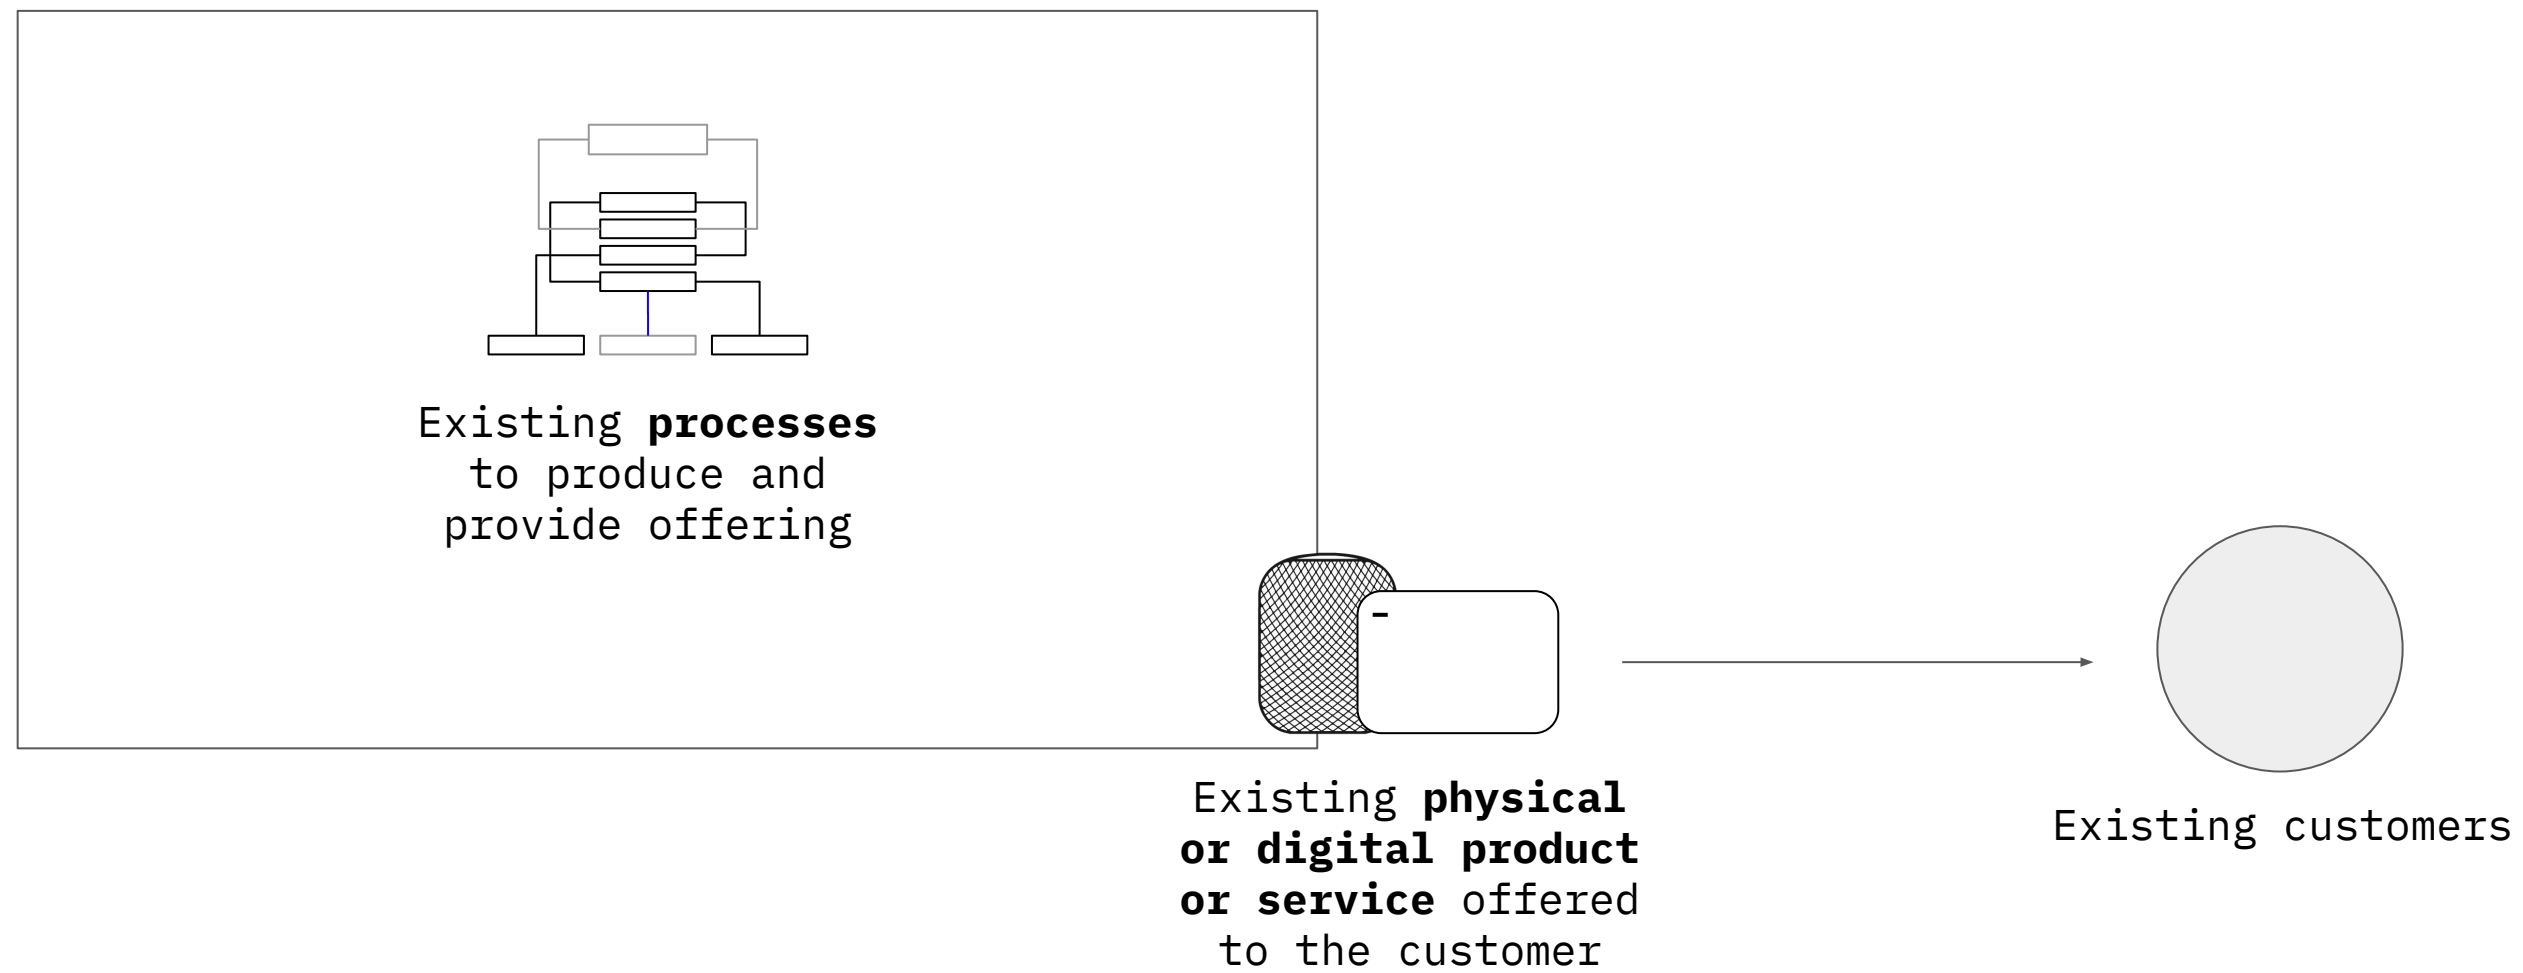 Existing processes
to produce and
provide offering
Existing physical
or digital product
or service offered
to the customer
Existing customers